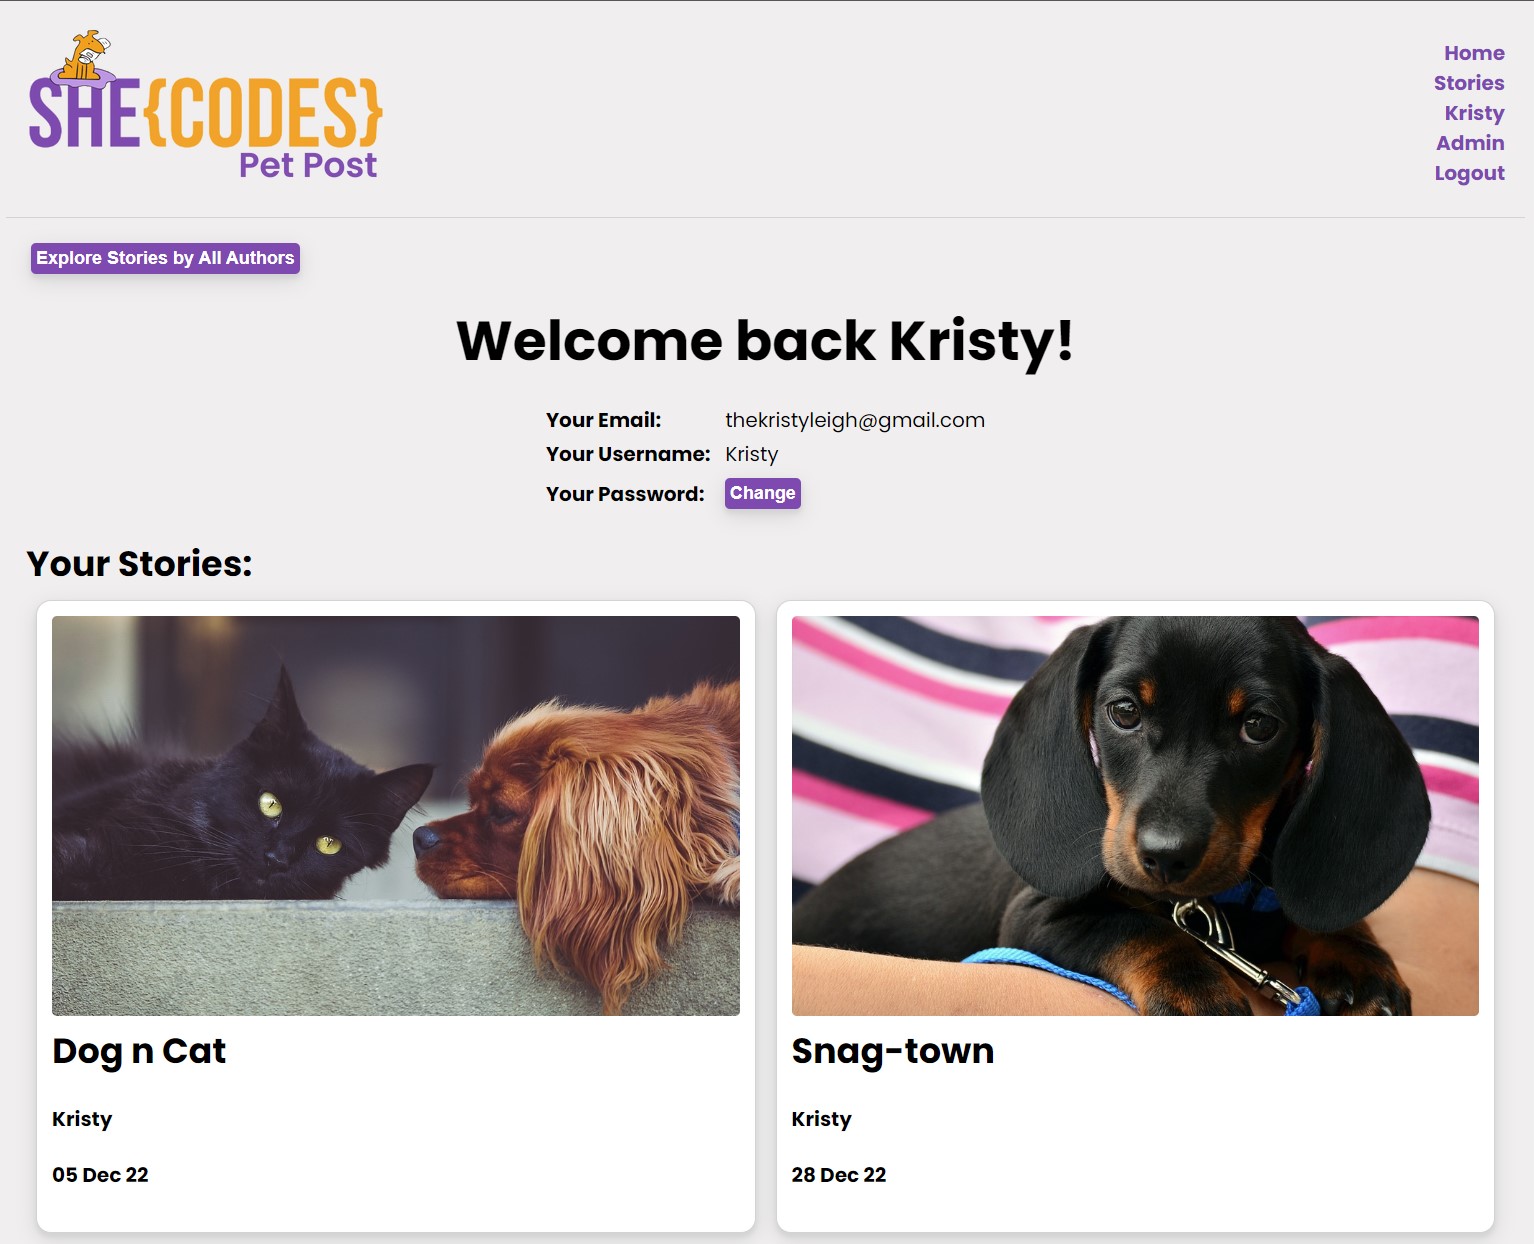 SHE{CODES}
Pet Post
Home
Stories
Kristy
Admin
Logout
Explore Stories by All Authors
Welcome back Kristy!
Your Email: thekristyleigh@gmail.com
Your Username: Kristy
Your Password: Change
Your Stories:
Dog n Cat
Kristy
05 Dec 22
Snag-town
Kristy
28 Dec 22